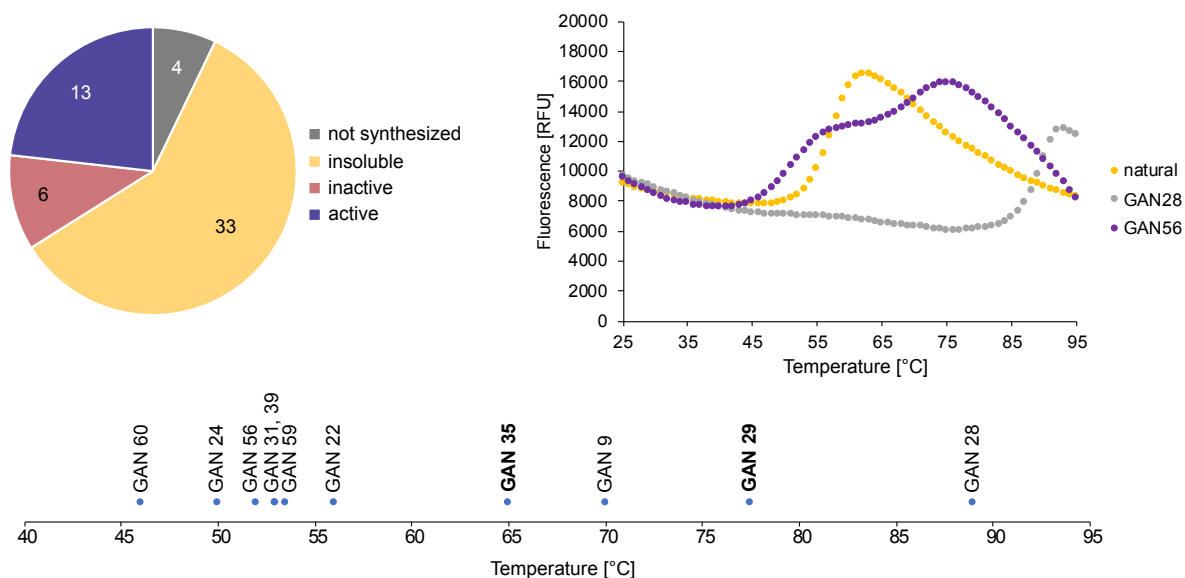 4
13
6
33
not synthesized
insoluble
inactive
active
20000
18000
16000
14000
12000
10000
8000
6000
4000
2000
0
Fluorescence [RFU]
25 35 45 55 65 75 85 95
Temperature [°C]
natural
GAN28
GAN56
GAN 60
GAN 24
GAN 56
GAN 31, 39
GAN 59
GAN 22
GAN 35
GAN 9
GAN 29
GAN 28
40 45 50 55 60 65 70 75 80 85 90 95
Temperature [°C]